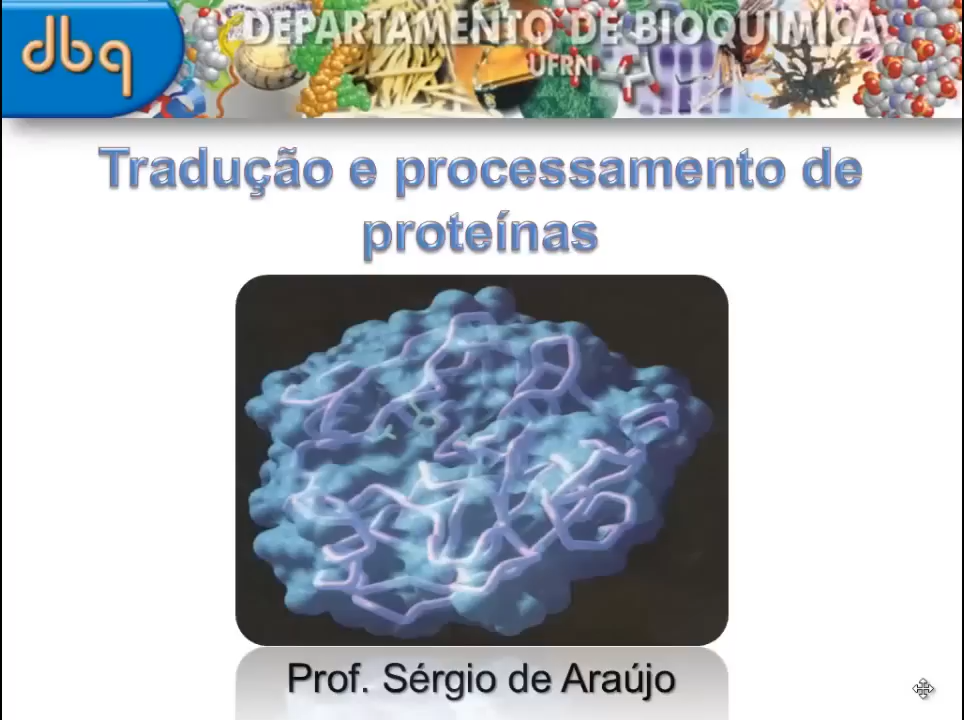 dbq
DEPARTAMENTO DE BIOQUÍMICA
UFRN
Tradução e processamento de
proteínas
Prof. Sérgio de Araújo